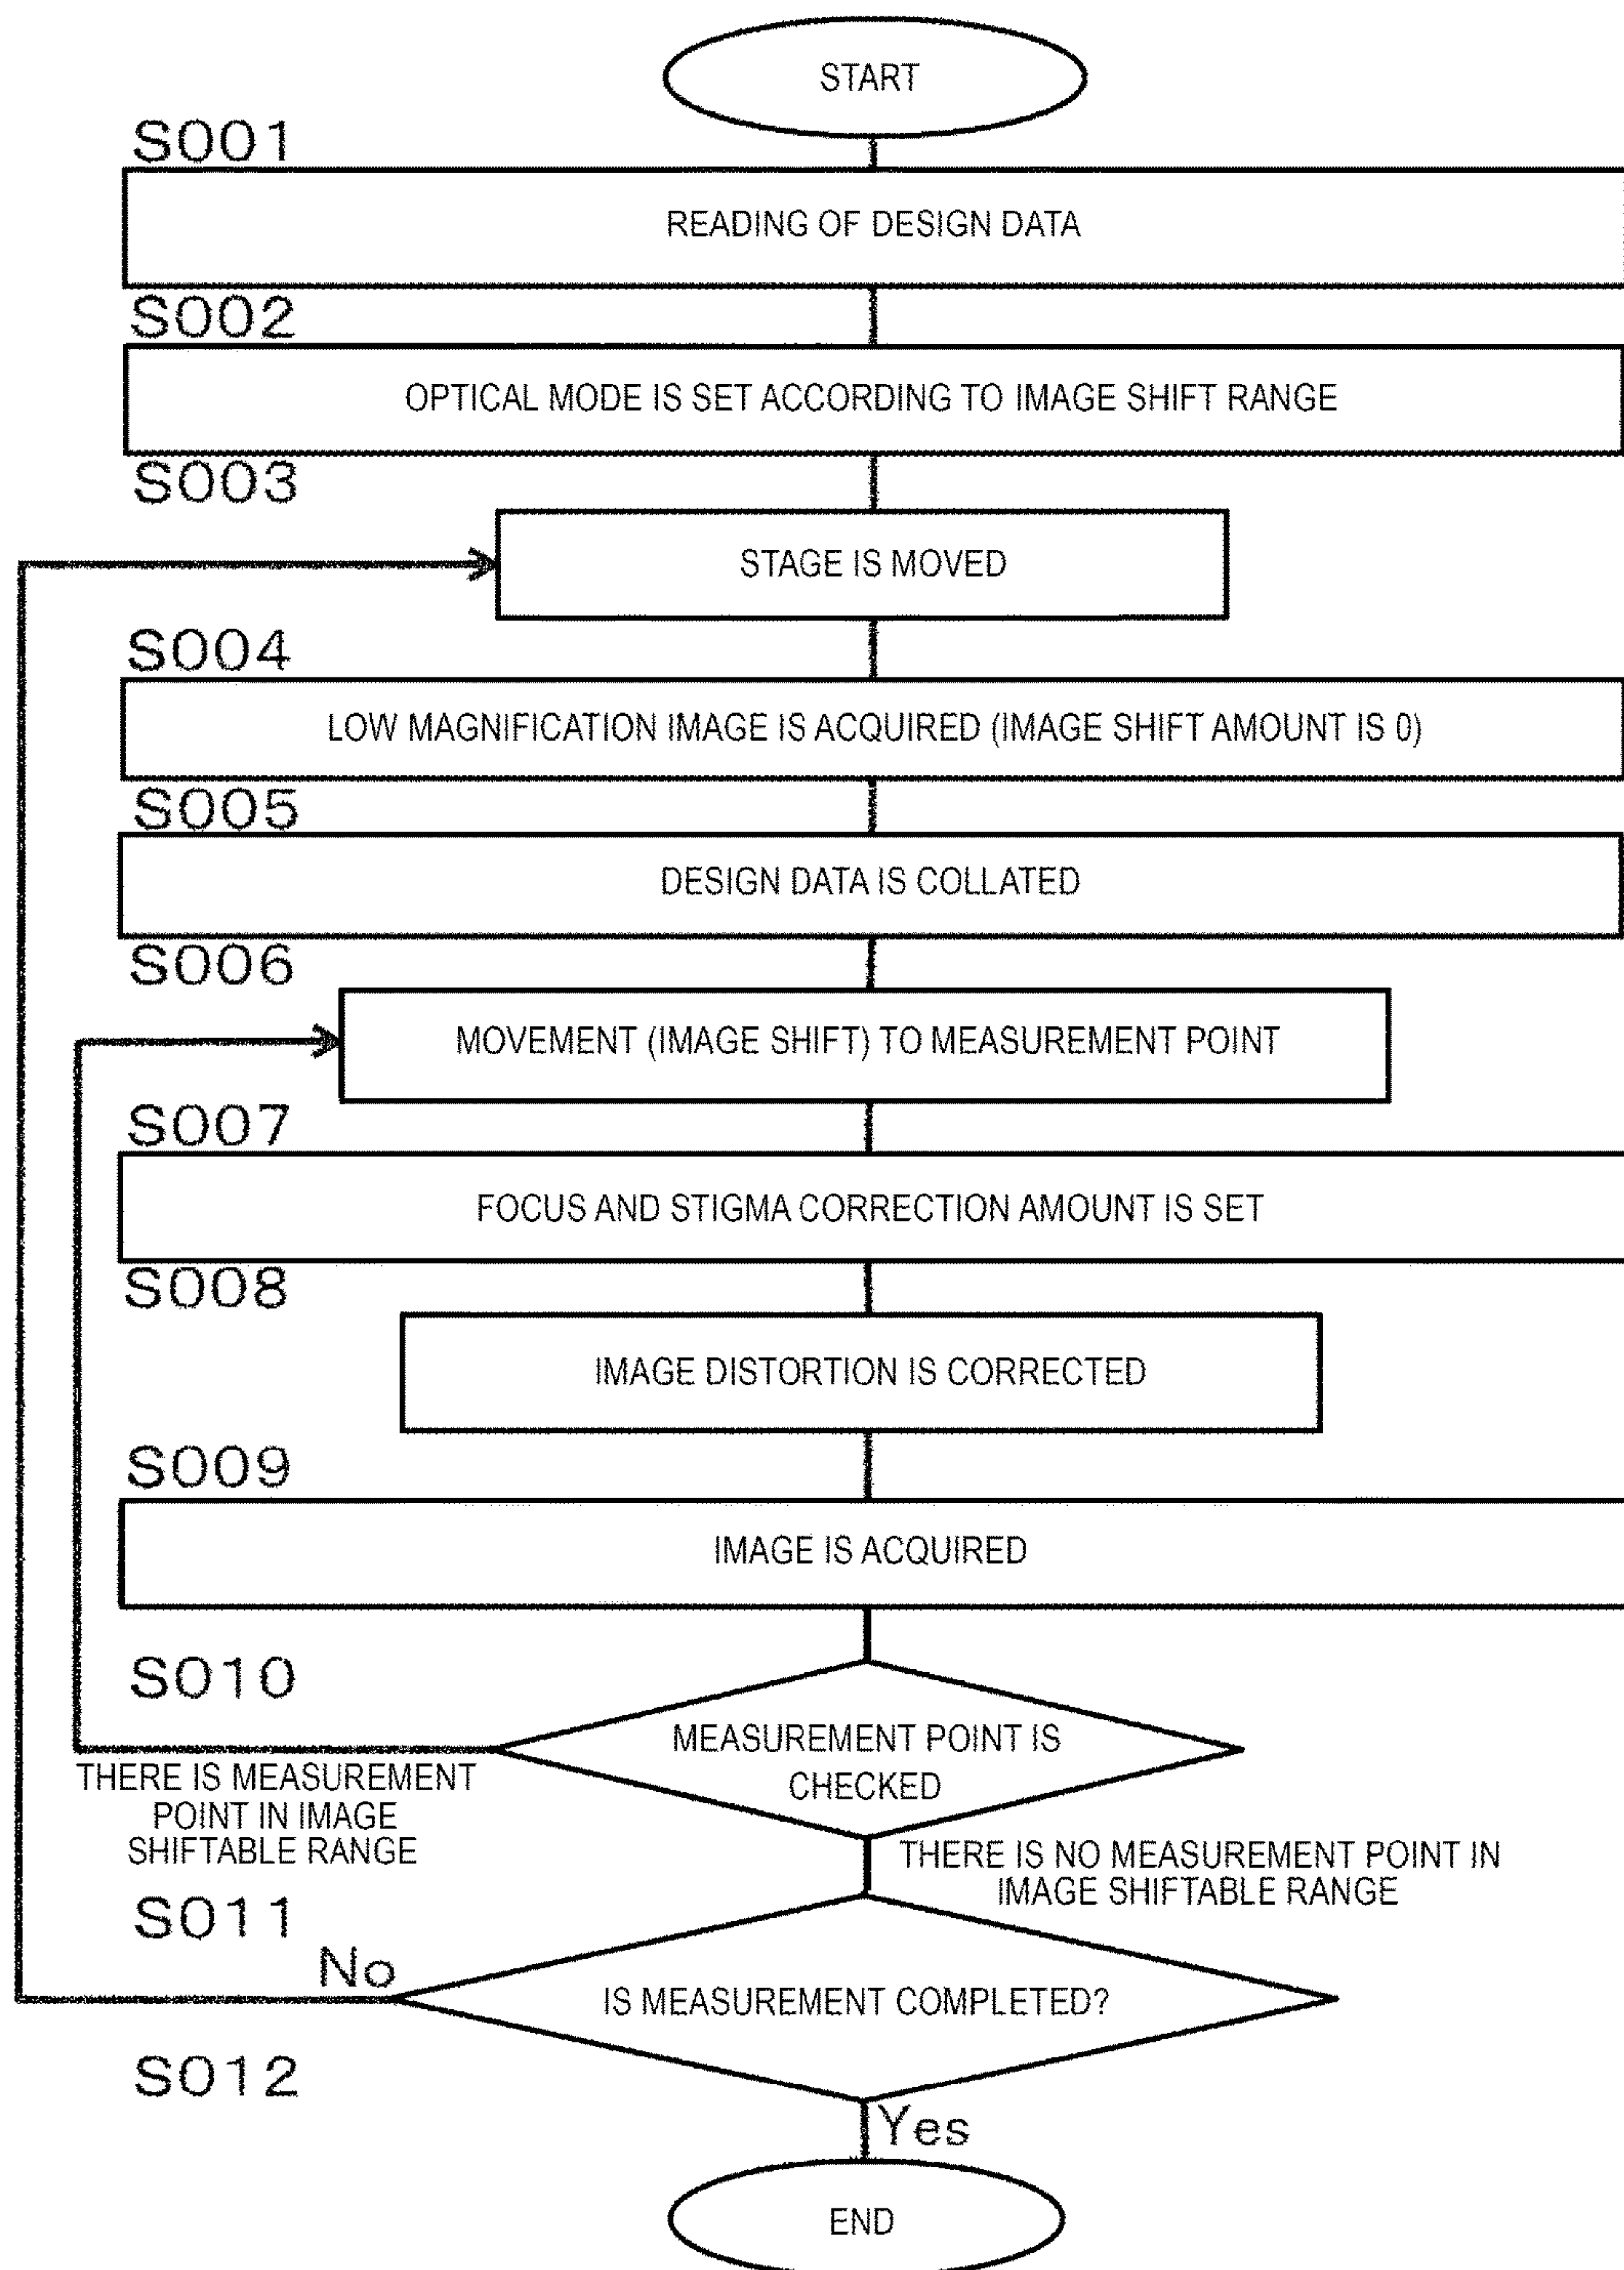 START
S001
READING OF DESIGN DATA
S002
OPTICAL MODE IS SET ACCORDING TO IMAGE SHIFT RANGE
S003
STAGE IS MOVED
S004
LOW MAGNIFICATION IMAGE IS ACQUIRED (IMAGE SHIFT AMOUNT IS 0)
S005
DESIGN DATA IS COLLATED
S006
MOVEMENT (IMAGE SHIFT) TO MEASUREMENT POINT
S007
FOCUS AND STIGMA CORRECTION AMOUNT IS SET
S008
IMAGE DISTORTION IS CORRECTED
S009
IMAGE IS ACQUIRED
S010
MEASUREMENT POINT IS
CHECKED
THERE IS MEASUREMENT
POINT IN IMAGE
SHIFTABLE RANGE
THERE IS NO MEASUREMENT POINT IN
IMAGE SHIFTABLE RANGE
S011
No
IS MEASUREMENT COMPLETED?
S012
Yes
END